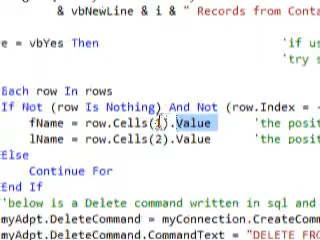 & vbNewLine & i & " Records from Conta
e = vbYes Then 'if us
'try s
Each row In rows
If Not (row Is Nothing) And Not (row.Index = -
fName = row.Cells(1).Value 'the posit
lName = row.Cells(2).Value 'the posit
Else
Continue For
End If
'below is a Delete command written in sql and
myAdpt.DeleteCommand = myConnection.CreateComm
myAdpt.DeleteCommand.CommandText = "DELETE FRO